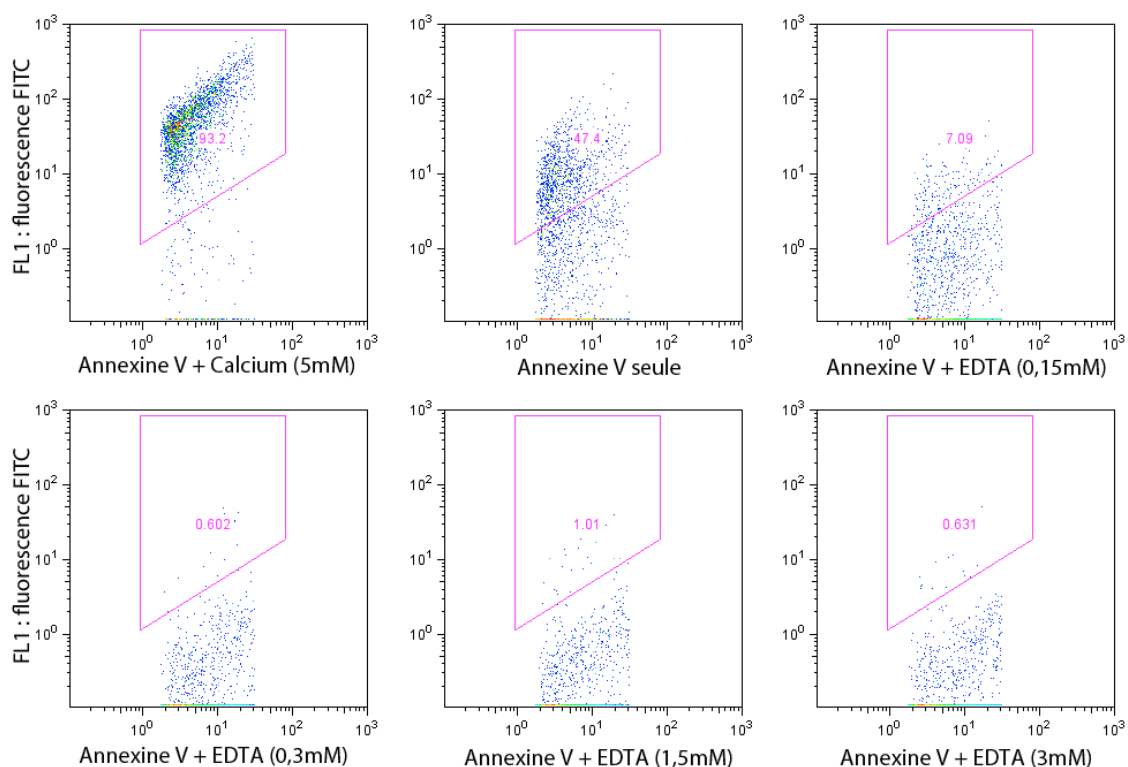 FL1 : fluorescence FITC
10³
10²
10¹
10⁰
93.2
10⁰ 10¹ 10² 10³
Annexine V + Calcium (5mM)
10³
10²
10¹
10⁰
47.4
10⁰ 10¹ 10² 10³
Annexine V seule
10³
10²
10¹
10⁰
7.09
10⁰ 10¹ 10² 10³
Annexine V + EDTA (0,15mM)
FL1 : fluorescence FITC
10³
10²
10¹
10⁰
0.602
10⁰ 10¹ 10² 10³
Annexine V + EDTA (0,3mM)
10³
10²
10¹
10⁰
1.01
10⁰ 10¹ 10² 10³
Annexine V + EDTA (1,5mM)
10³
10²
10¹
10⁰
0.631
10⁰ 10¹ 10² 10³
Annexine V + EDTA (3mM)